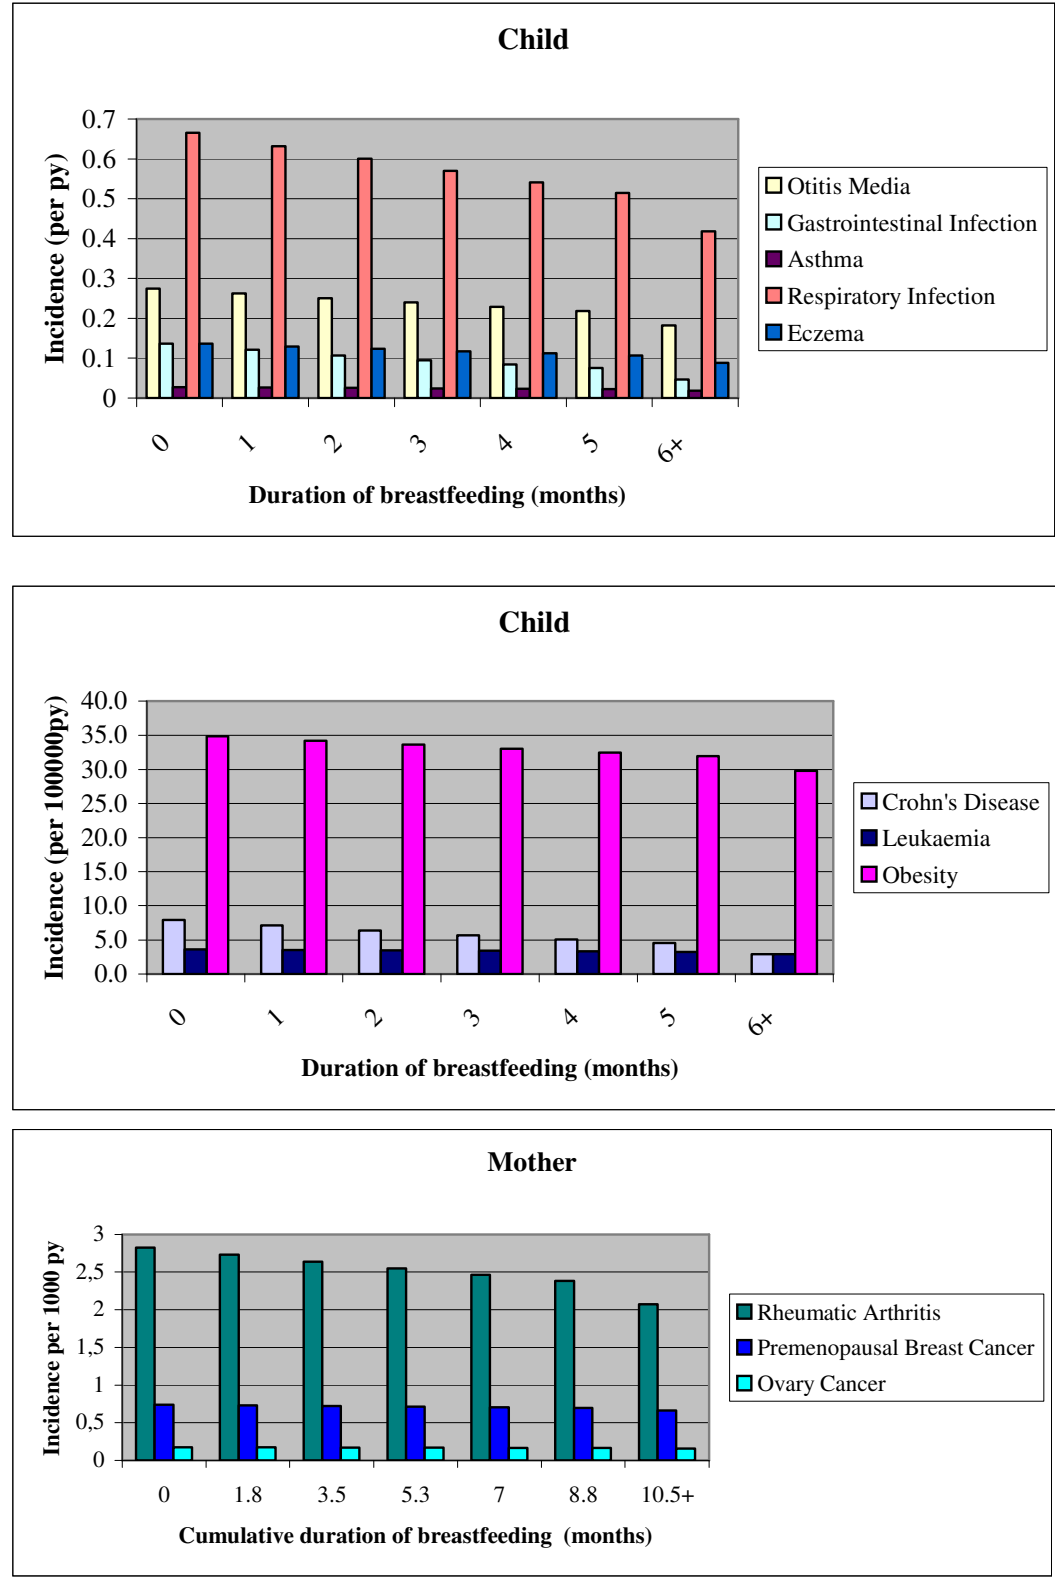 Child
Incidence (per py)
0.7
0.6
0.5
0.4
0.3
0.2
0.1
0
0 1 2 3 4 5 6+
Duration of breastfeeding (months)
Otitis Media
Gastrointestinal Infection
Asthma
Respiratory Infection
Eczema
Child
Incidence (per 100000py)
40.0
35.0
30.0
25.0
20.0
15.0
10.0
5.0
0.0
0 1 2 3 4 5 6+
Duration of breastfeeding (months)
Crohn's Disease
Leukaemia
Obesity
Mother
Incidence per 1000 py
3
2,5
2
1,5
1
0,5
0
0 1.8 3.5 5.3 7 8.8 10.5+
Cumulative duration of breastfeeding (months)
Rheumatic Arthritis
Premenopausal Breast Cancer
Ovary Cancer